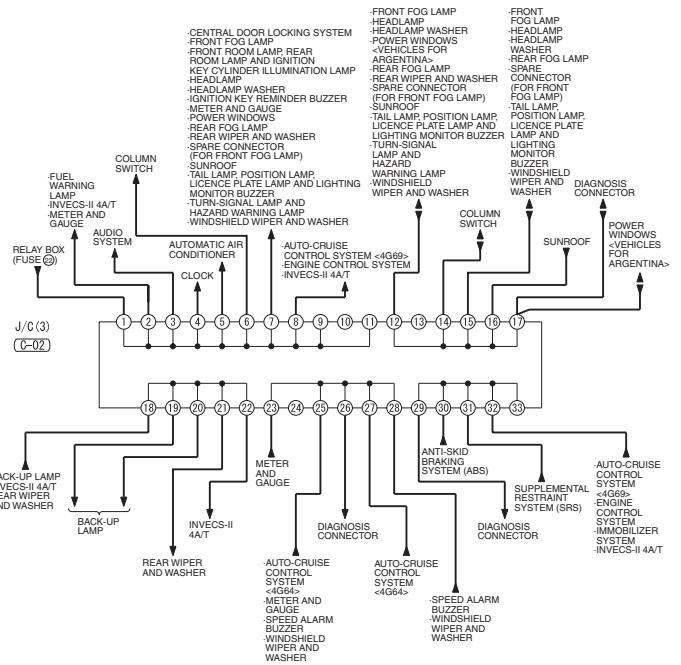 ·FRONT FOG LAMP
·HEADLAMP
·HEADLAMP WASHER
·POWER WINDOWS
<VEHICLES FOR
ARGENTINA>
·REAR FOG LAMP
·REAR WIPER AND WASHER
·SPARE CONNECTOR
(FOR FRONT FOG LAMP)
·SUNROOF
·TAIL LAMP, POSITION LAMP,
LICENCE PLATE LAMP AND
LIGHTING MONITOR BUZZER
·TURN-SIGNAL
LAMP AND
HAZARD
WARNING LAMP
·WINDSHIELD
WIPER AND WASHER
·FRONT
FOG LAMP
·HEADLAMP
·HEADLAMP
WASHER
·REAR FOG LAMP
·SPARE
CONNECTOR
(FOR FRONT
FOG LAMP)
·TAIL LAMP,
POSITION LAMP,
LICENCE PLATE
LAMP AND
LIGHTING
MONITOR
BUZZER
·WINDSHIELD
WIPER AND
WASHER
·CENTRAL DOOR LOCKING SYSTEM
·FRONT FOG LAMP
·FRONT ROOM LAMP, REAR
ROOM LAMP AND IGNITION
KEY CYLINDER ILLUMINATION LAMP
·HEADLAMP
·HEADLAMP WASHER
·IGNITION KEY REMINDER BUZZER
·METER AND GAUGE
·POWER WINDOWS
·REAR FOG LAMP
·REAR WIPER AND WASHER
·SPARE CONNECTOR
(FOR FRONT FOG LAMP)
·SUNROOF
·TAIL LAMP, POSITION LAMP,
LICENCE PLATE LAMP AND LIGHTING
MONITOR BUZZER
·TURN-SIGNAL LAMP AND
HAZARD WARNING LAMP
·WINDSHIELD WIPER AND WASHER
COLUMN
SWITCH
·FUEL
WARNING
LAMP
·INVECS-II 4A/T
·METER AND
GAUGE
AUDIO
SYSTEM
RELAY BOX
(FUSE 22)
CLOCK
AUTOMATIC AIR
CONDITIONER
·AUTO-CRUISE
CONTROL SYSTEM <4G69>
·ENGINE CONTROL SYSTEM
·INVECS-II 4A/T
COLUMN
SWITCH
SUNROOF
DIAGNOSIS
CONNECTOR
POWER
WINDOWS
<VEHICLES
FOR
ARGENTINA>
J/C (3)
C-02
1 2 3 4 5 6 7 8 9 10 11 12 13 14 15 16 17
18 19 20 21 22 23 24 25 26 27 28 29 30 31 32 33
ACK-UP LAMP
NVECS-II 4A/T
EAR WIPER
ND WASHER
BACK-UP
LAMP
REAR WIPER
AND WASHER
INVECS-II
4A/T
METER
AND
GAUGE
·AUTO-CRUISE
CONTROL
SYSTEM
<4G64>
·METER AND
GAUGE
·SPEED ALARM
BUZZER
·WINDSHIELD
WIPER AND
WASHER
DIAGNOSIS
CONNECTOR
AUTO-CRUISE
CONTROL
SYSTEM
<4G64>
·SPEED ALARM
BUZZER
·WINDSHIELD
WIPER AND
WASHER
ANTI-SKID
BRAKING
SYSTEM (ABS)
DIAGNOSIS
CONNECTOR
SUPPLEMENTAL
RESTRAINT
SYSTEM (SRS)
·AUTO-CRUISE
CONTROL
SYSTEM
<4G69>
·ENGINE
CONTROL
SYSTEM
·IMMOBILIZER
SYSTEM
·INVECS-II 4A/T